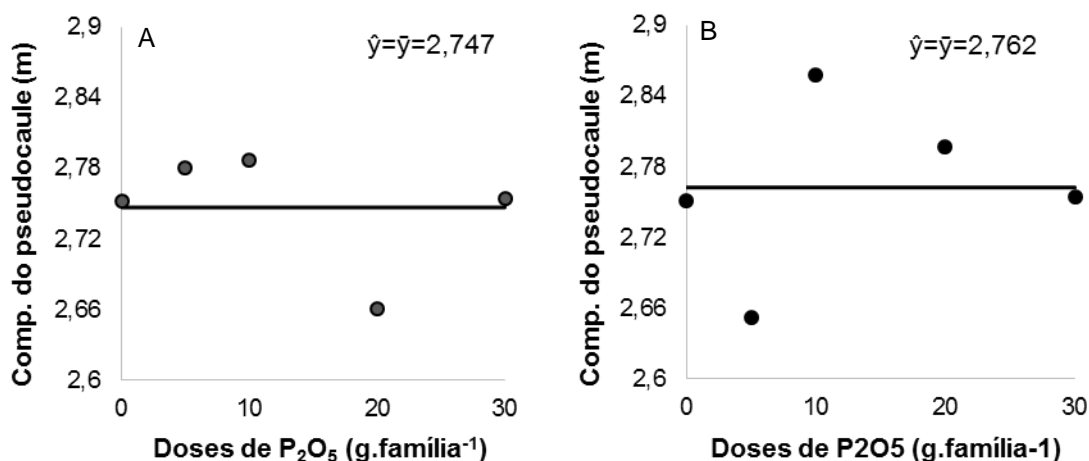 A
ŷ=ȳ=2,747
Comp. do pseudocaule (m)
2,9
2,84
2,78
2,72
2,66
2,6
0
10
20
30
Doses de P₂O₅ (g.família⁻¹)
B
ŷ=ȳ=2,762
Comp. do pseudocaule (m)
2,9
2,84
2,78
2,72
2,66
2,6
0
10
20
30
Doses de P2O5 (g.família-1)